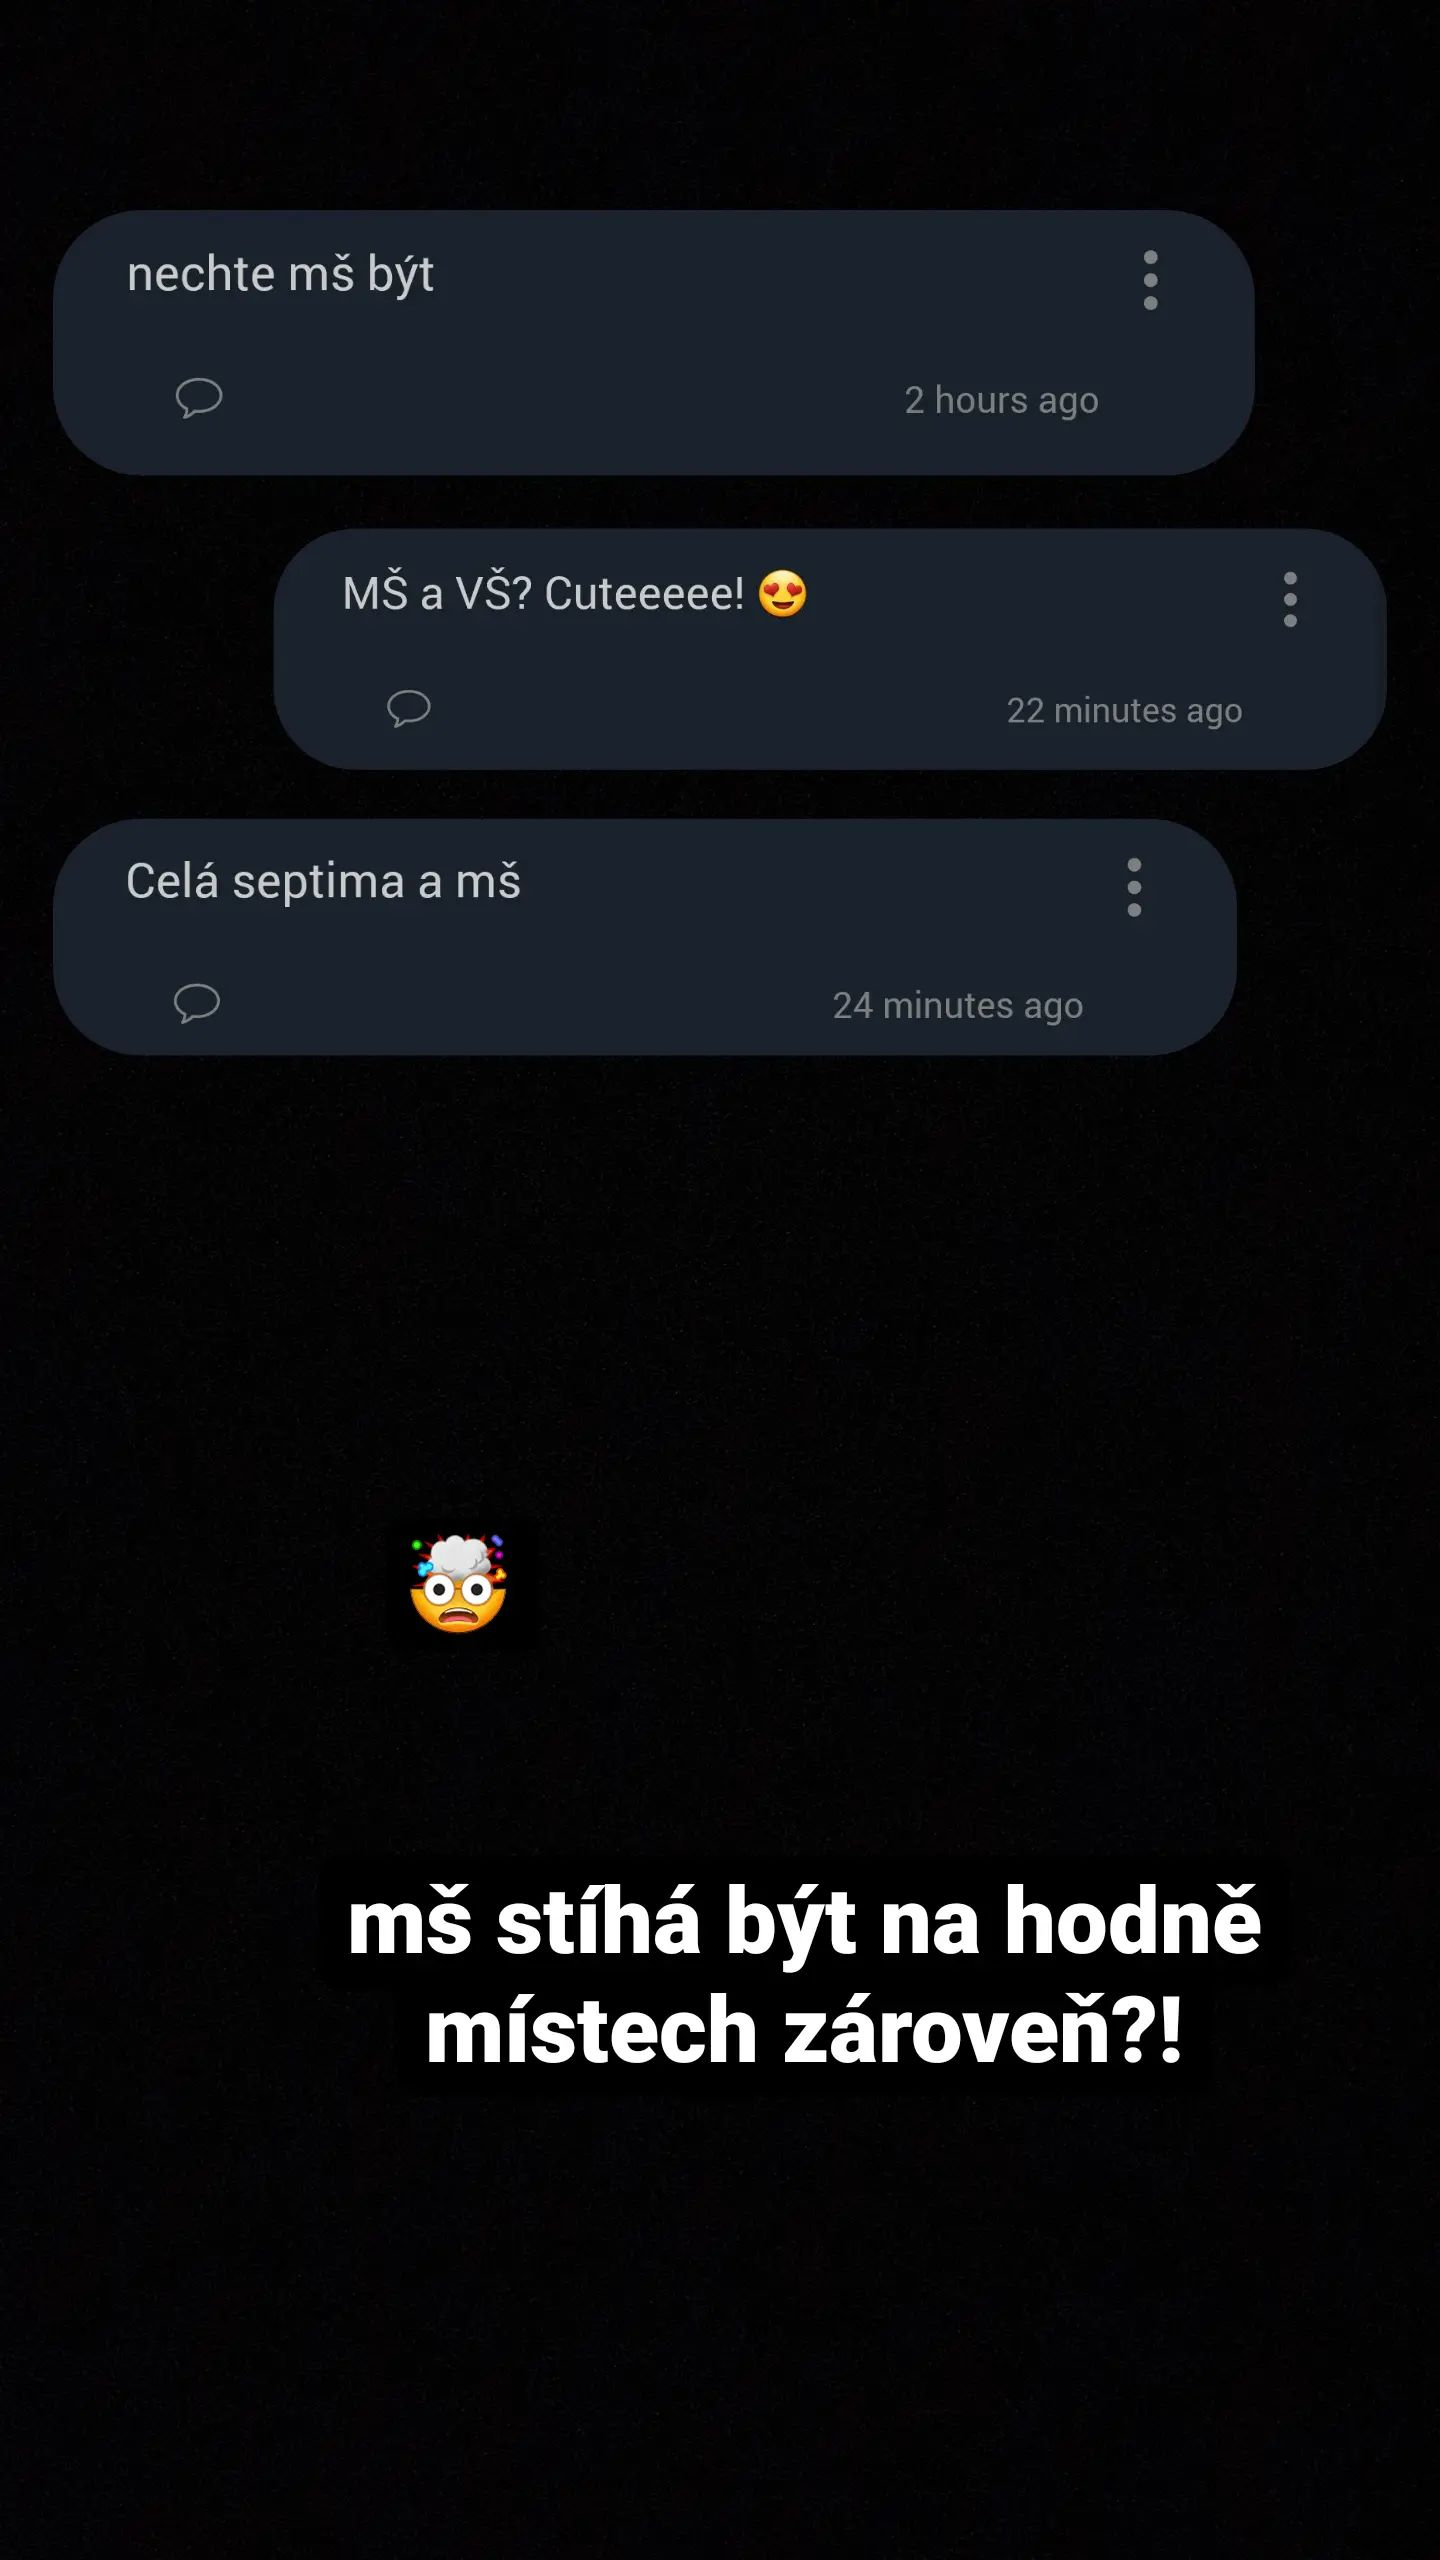 nechte mš být
2 hours ago
MŠ a VŠ? Cuteeeee! 😍
22 minutes ago
Celá septima a mš
24 minutes ago
🤯
mš stíhá být na hodně
místech zároveň?!